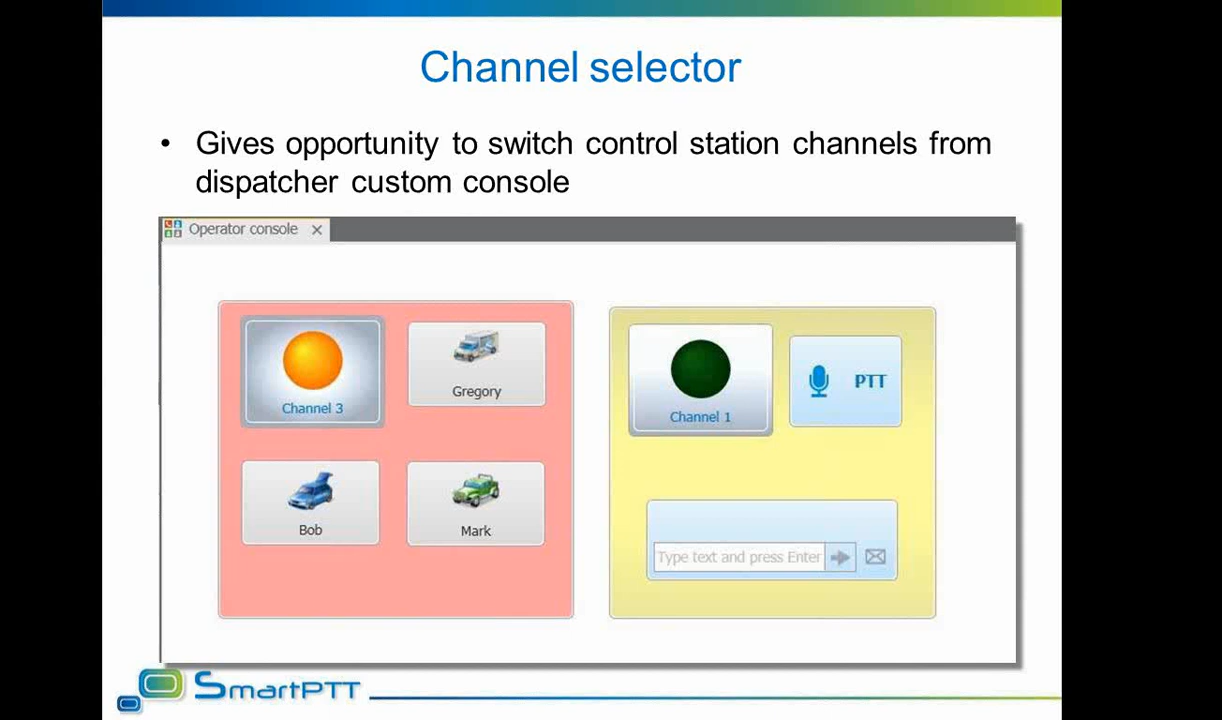 Channel selector
• Gives opportunity to switch control station channels from
dispatcher custom console
Operator console
Channel 3
Gregory
Bob
Mark
Channel 1
PTT
Type text and press Enter
SmartPTT